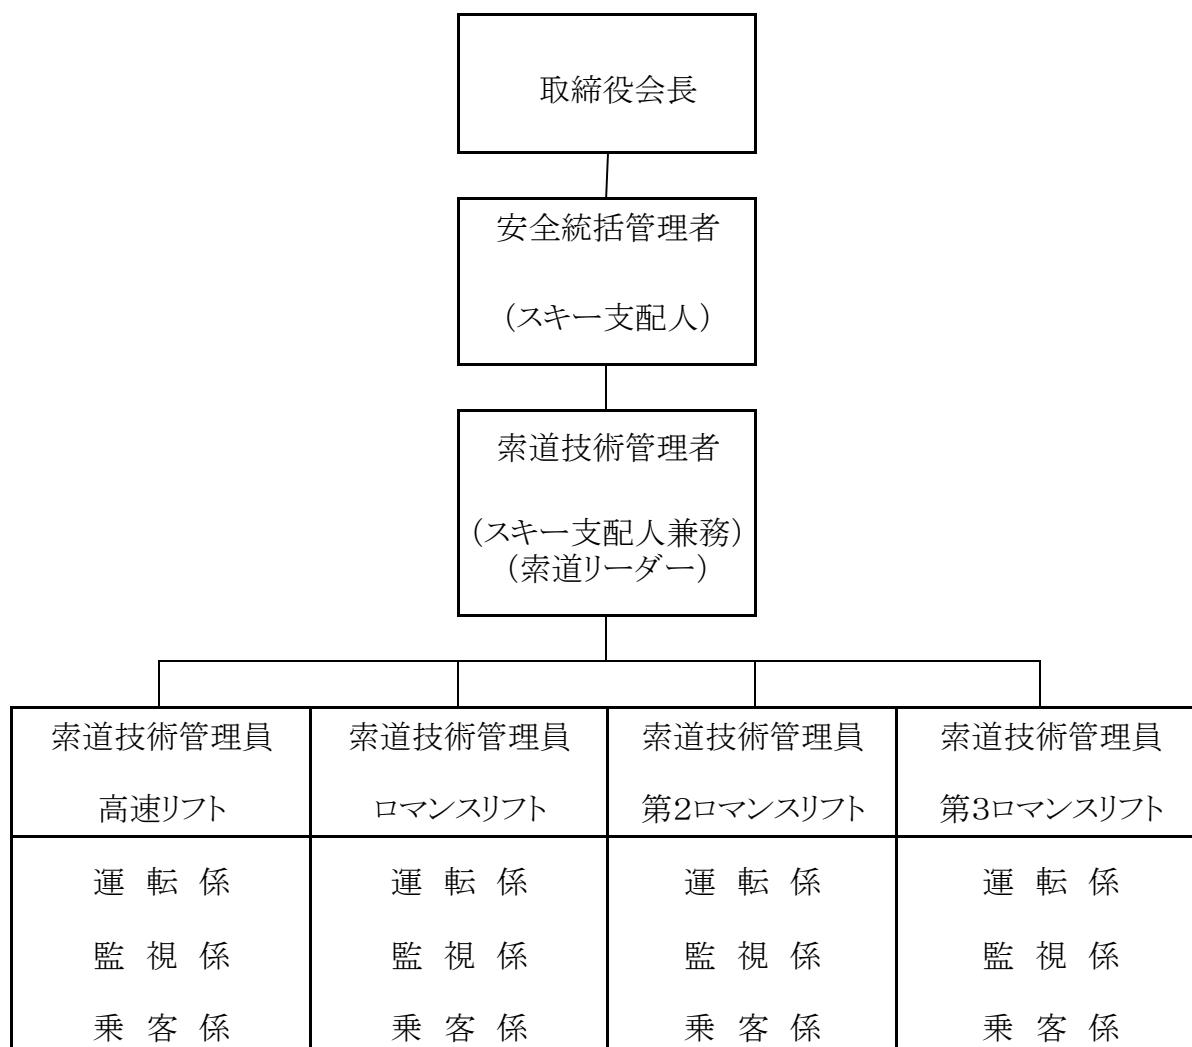 取締役会長
安全統括管理者
(スキー支配人)
索道技術管理者
(スキー支配人兼務)
(索道リーダー)
索道技術管理員 索道技術管理員 索道技術管理員 索道技術管理員
高速リフト ロマンスリフト 第2ロマンスリフト 第3ロマンスリフト
運 転 係 運 転 係 運 転 係 運 転 係
監 視 係 監 視 係 監 視 係 監 視 係
乗 客 係 乗 客 係 乗 客 係 乗 客 係